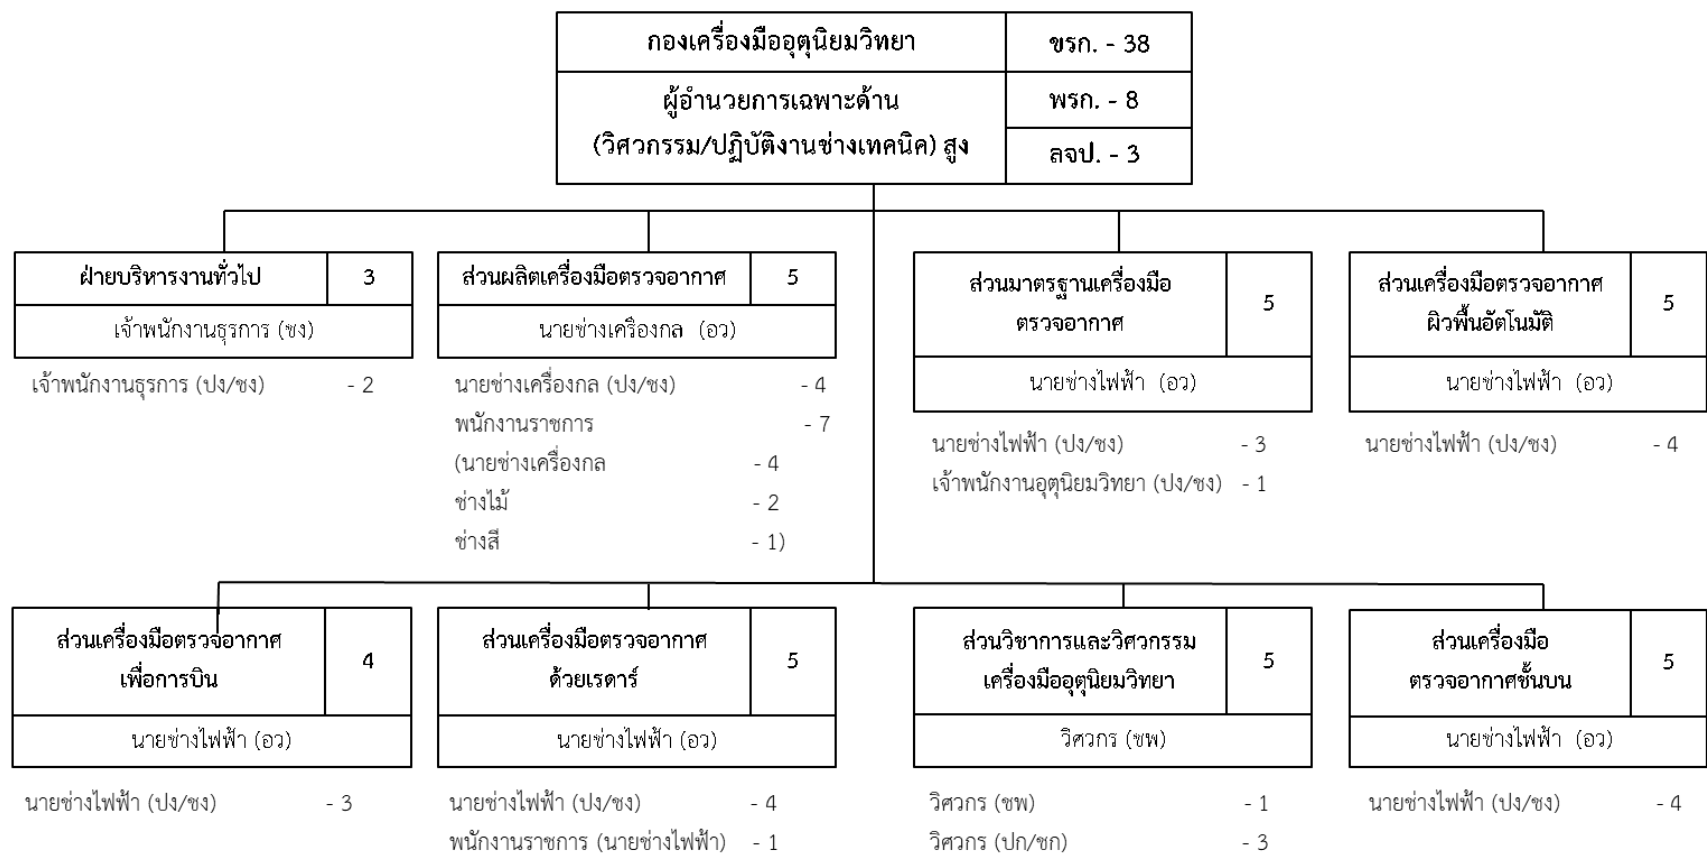 กองเครื่องมืออุตุนิยมวิทยา
ขรก. - 38
ผู้อำนวยการเฉพาะด้าน
(วิศวกรรม/ปฏิบัติงานช่างเทคนิค) สูง
พรก. - 8
ลจป. - 3
ฝ่ายบริหารงานทั่วไป
3
เจ้าพนักงานธุรการ (ชง)
เจ้าพนักงานธุรการ (ปง/ชง) - 2
ส่วนผลิตเครื่องมือตรวจอากาศ
5
นายช่างเครื่องกล (อว)
นายช่างเครื่องกล (ปง/ชง) - 4
พนักงานราชการ - 7
(นายช่างเครื่องกล - 4
ช่างไม้ - 2
ช่างสี - 1)
ส่วนมาตรฐานเครื่องมือ
ตรวจอากาศ
5
นายช่างไฟฟ้า (อว)
นายช่างไฟฟ้า (ปง/ชง) - 3
เจ้าพนักงานอุตุนิยมวิทยา (ปง/ชง) - 1
ส่วนเครื่องมือตรวจอากาศ
ผิวพื้นอัตโนมัติ
5
นายช่างไฟฟ้า (อว)
นายช่างไฟฟ้า (ปง/ชง) - 4
ส่วนเครื่องมือตรวจอากาศ
เพื่อการบิน
4
นายช่างไฟฟ้า (อว)
นายช่างไฟฟ้า (ปง/ชง) - 3
ส่วนเครื่องมือตรวจอากาศ
ด้วยเรดาร์
5
นายช่างไฟฟ้า (อว)
นายช่างไฟฟ้า (ปง/ชง) - 4
พนักงานราชการ (นายช่างไฟฟ้า) - 1
ส่วนวิชาการและวิศวกรรม
เครื่องมืออุตุนิยมวิทยา
5
วิศวกร (ชพ)
วิศวกร (ชพ) - 1
วิศวกร (ปก/ชก) - 3
ส่วนเครื่องมือ
ตรวจอากาศชั้นบน
5
นายช่างไฟฟ้า (อว)
นายช่างไฟฟ้า (ปง/ชง) - 4